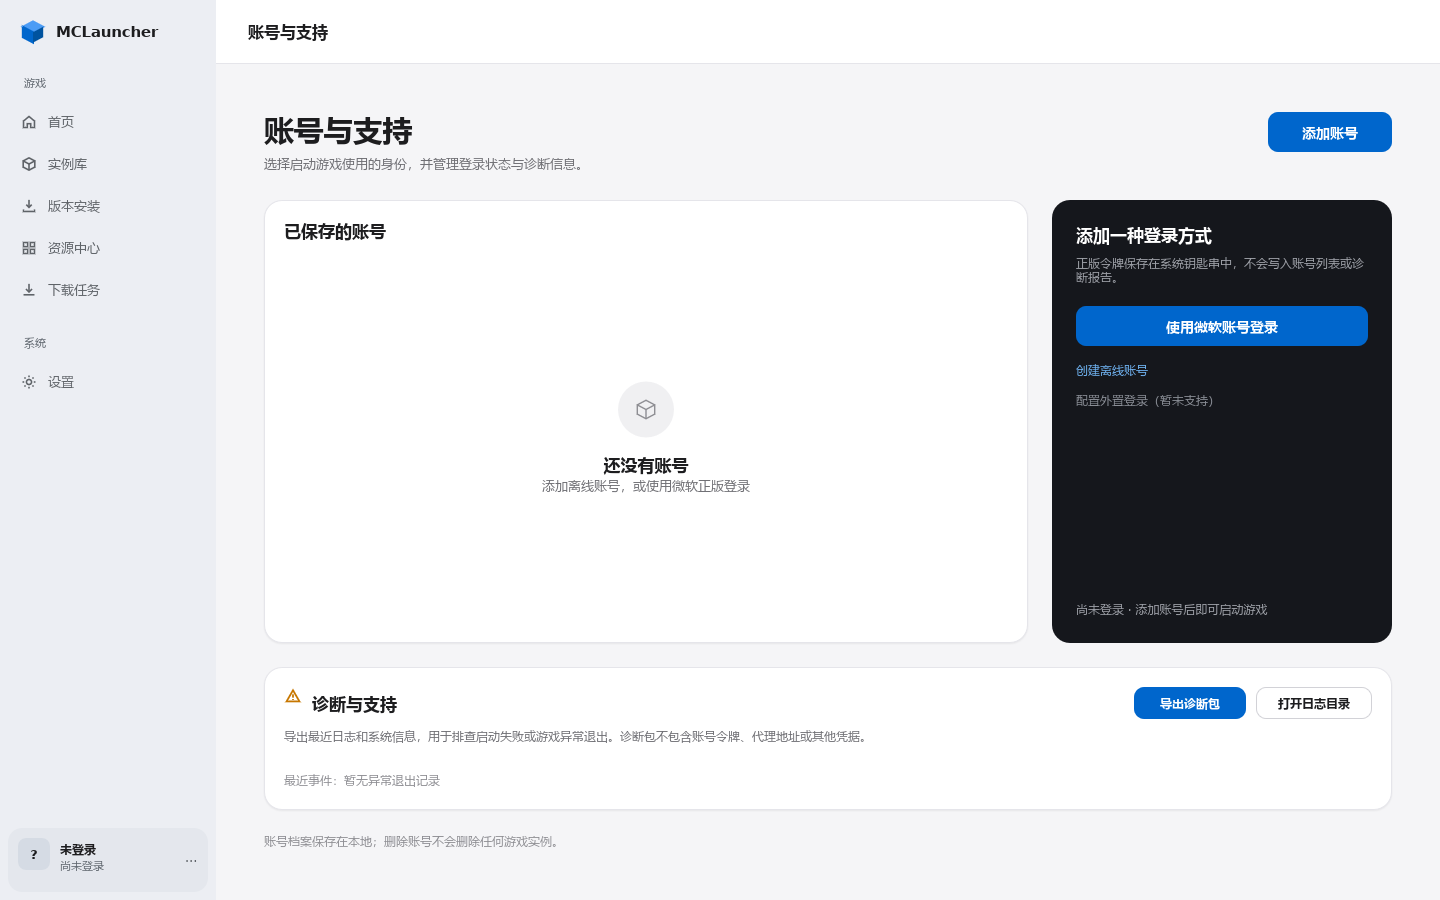 MCLauncher
游戏
首页
实例库
版本安装
资源中心
下载任务
系统
设置
?
未登录
尚未登录
...
账号与支持
账号与支持
选择启动游戏使用的身份，并管理登录状态与诊断信息。
添加账号
已保存的账号
还没有账号
添加离线账号，或使用微软正版登录
添加一种登录方式
正版令牌保存在系统钥匙串中，不会写入账号列表或诊
断报告。
使用微软账号登录
创建离线账号
配置外置登录（暂未支持）
尚未登录 · 添加账号后即可启动游戏
诊断与支持
导出诊断包
打开日志目录
导出最近日志和系统信息，用于排查启动失败或游戏异常退出。诊断包不包含账号令牌、代理地址或其他凭据。
最近事件：暂无异常退出记录
账号档案保存在本地；删除账号不会删除任何游戏实例。